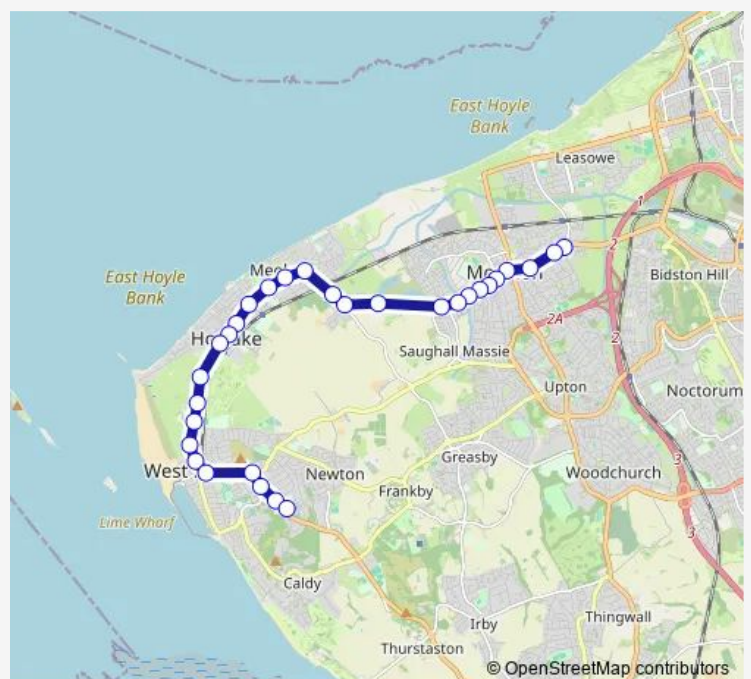 East Hoyle
Bank
Leasowe
1
2
Bidston Hill
East Hoyle
Bank
2A
2
Saughall Massie
Upton
Noctorum
West
Newton
Greasby
Woodchurch
3
Frankby
Lime Wharf
3
Caldy
Irby
Thingwall
Thurstaston
© OpenStreetMap contributors